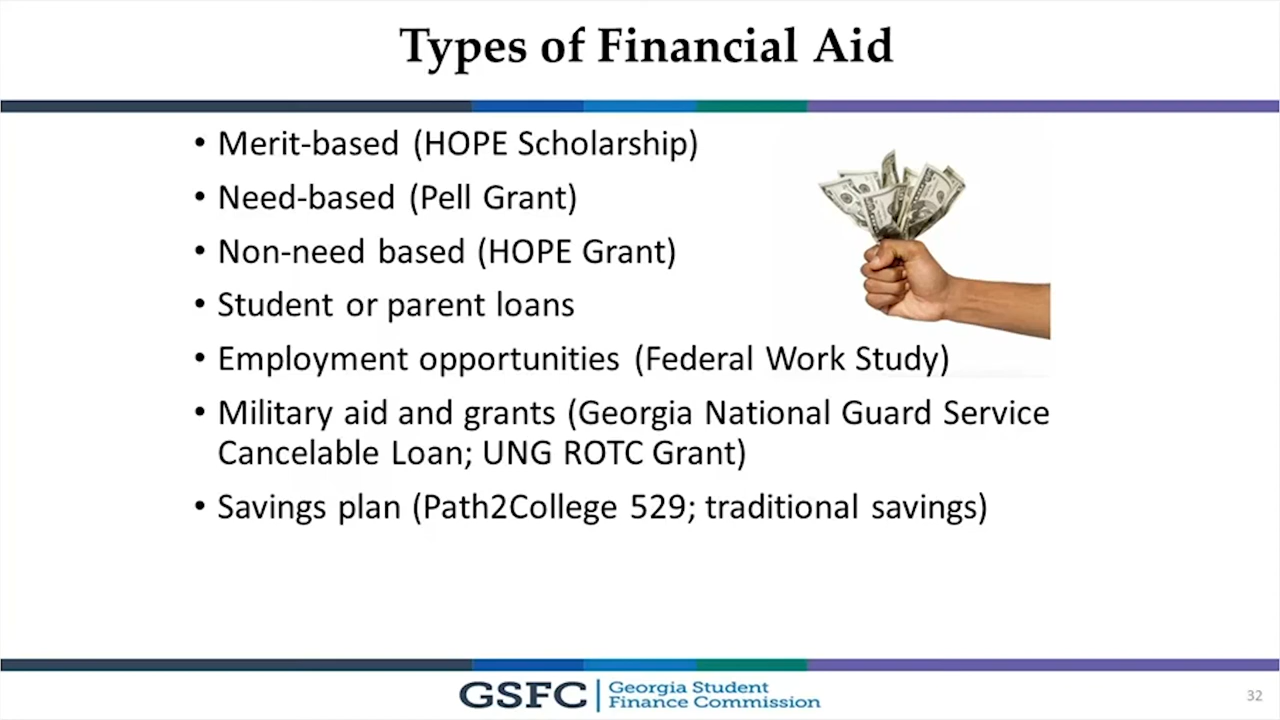 Types of Financial Aid
• Merit-based (HOPE Scholarship)
• Need-based (Pell Grant)
• Non-need based (HOPE Grant)
• Student or parent loans
• Employment opportunities (Federal Work Study)
• Military aid and grants (Georgia National Guard Service
Cancelable Loan; UNG ROTC Grant)
• Savings plan (Path2College 529; traditional savings)
GSFC
Georgia Student
Finance Commission
32